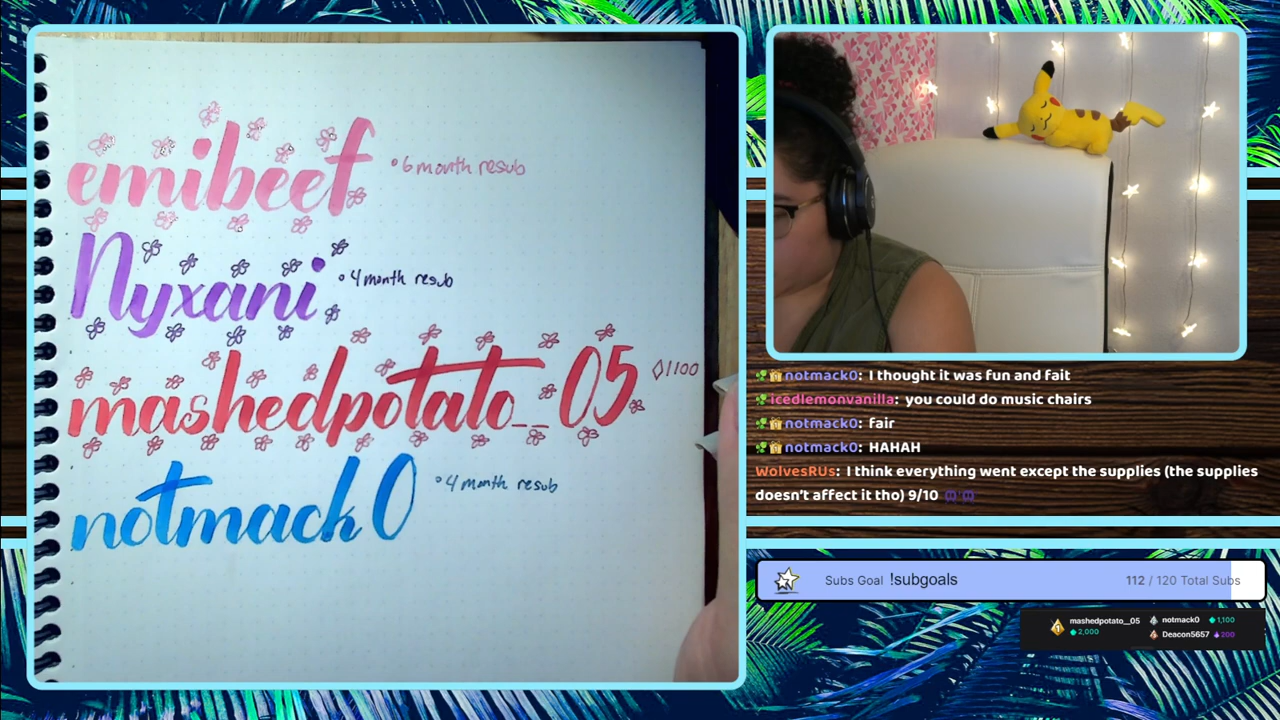 emibeef °6 month resub
Nyxani °4 month resub
mashedpotato__05 ◊1100
notmack0 °4 month resub
notmack0: I thought it was fun and fait
icedlemonvanilla: you could do music chairs
notmack0: fair
notmack0: HAHAH
WolvesRUs: I think everything went except the supplies (the supplies
doesn't affect it tho) 9/10
Subs Goal !subgoals 112 / 120 Total Subs
1 mashedpotato__05 2,000
notmack0 1,100
Deacon5657 200